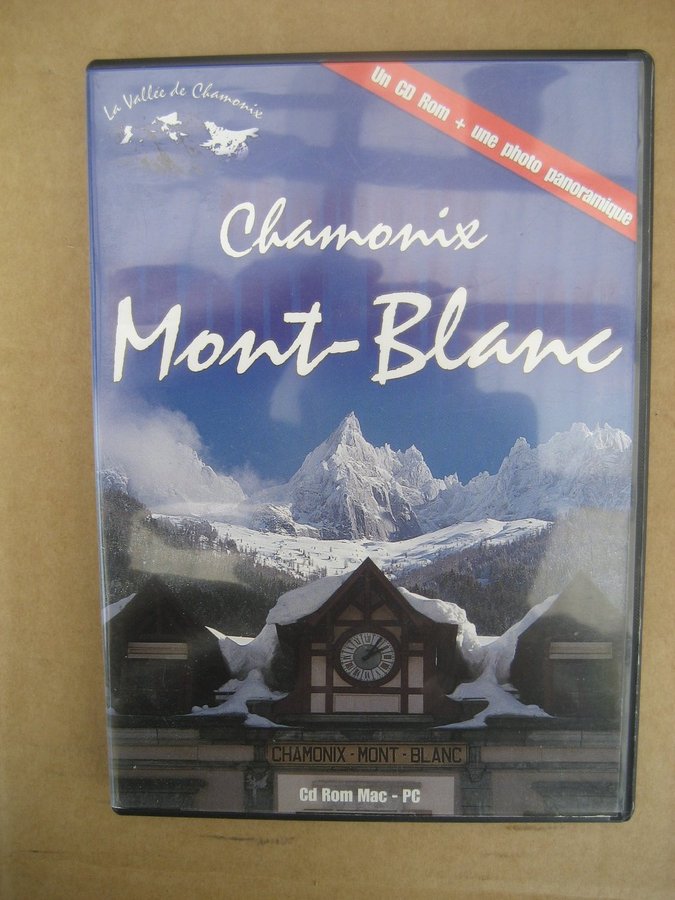 La Vallée de Chamonix
Un CD Rom + une photo panoramique
Chamonix
Mont-Blanc
CHAMONIX - MONT - BLANC
Cd Rom Mac - PC